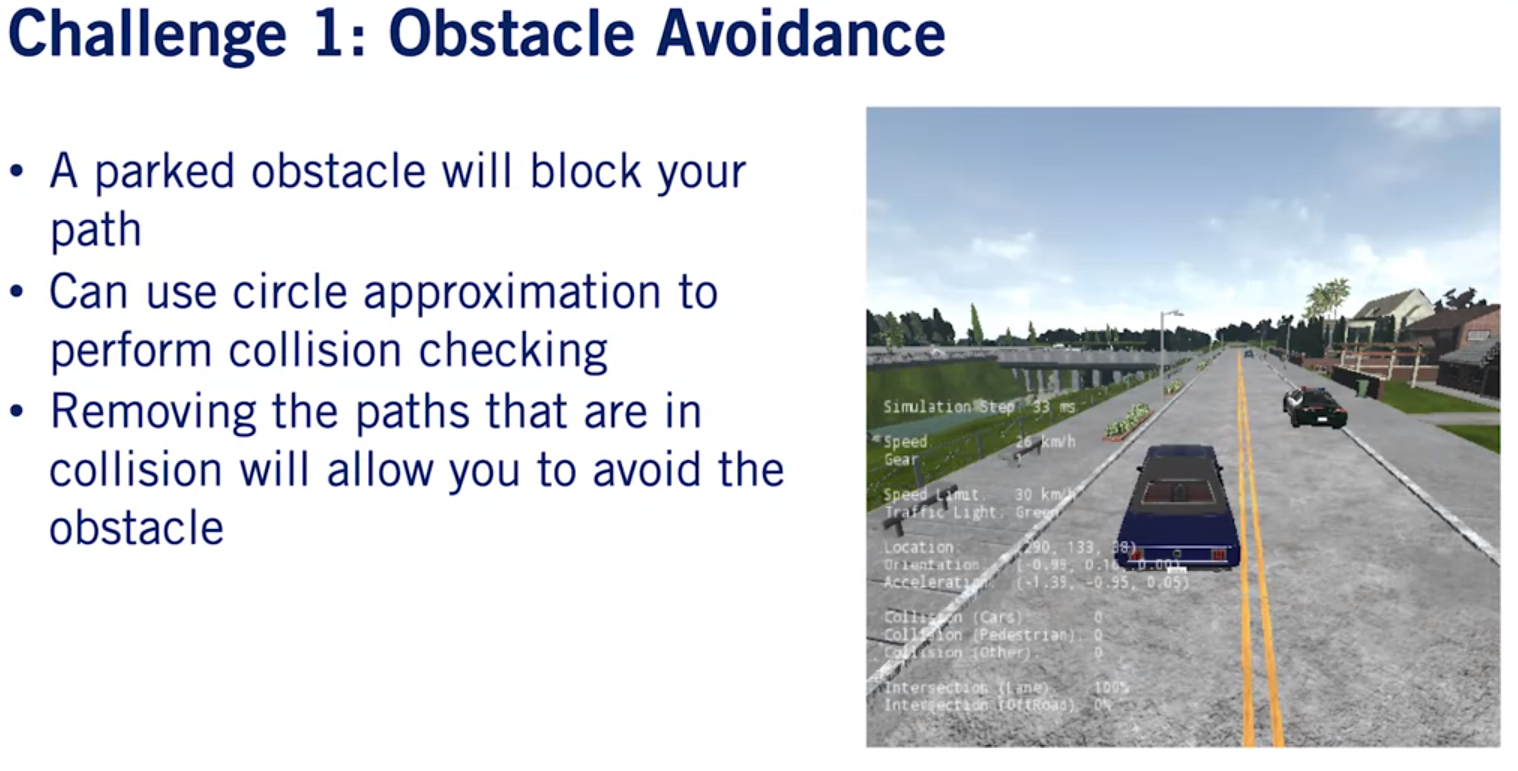 Challenge 1: Obstacle Avoidance
• A parked obstacle will block your
path
• Can use circle approximation to
perform collision checking
• Removing the paths that are in
collision will allow you to avoid the
obstacle
Simulation Step: 33 ms
Speed 26 km/h
Gear
Speed Limit: 30 km/h
Traffic Light: Green
Location: (290, 133, 38)
Orientation: (-0.99, 0.16, 0.00)
Acceleration: (-1.39, -0.95, 0.05)
Collision (Cars) 0
Collision (Pedestrian): 0
Collision (Other): 0
Intersection (Lane): 100%
Intersection (OffRoad) 0%